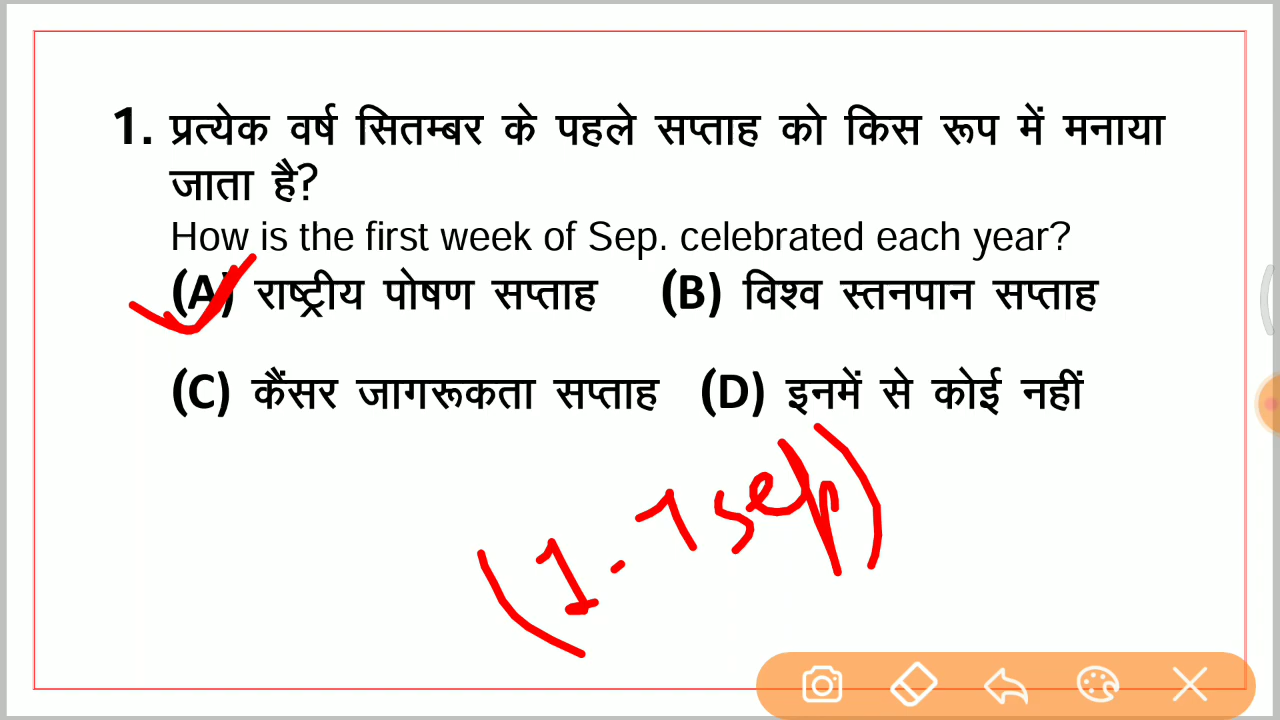 1. प्रत्येक वर्ष सितम्बर के पहले सप्ताह को किस रूप में मनाया
जाता है?
How is the first week of Sep. celebrated each year?
(A) राष्ट्रीय पोषण सप्ताह (B) विश्व स्तनपान सप्ताह
(C) कैंसर जागरूकता सप्ताह (D) इनमें से कोई नहीं
(1-7 sep)